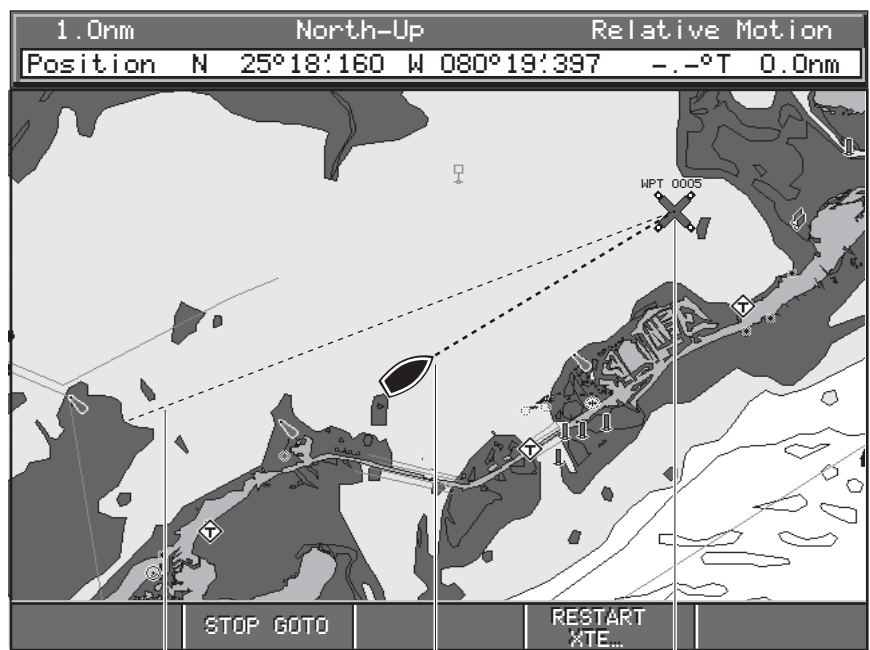 1.0nm North-Up Relative Motion
Position N 25°18'.160 W 080°19'.397 -.-°T 0.0nm
WPT 0005
T
T
T
STOP GOTO
RESTART
XTE...